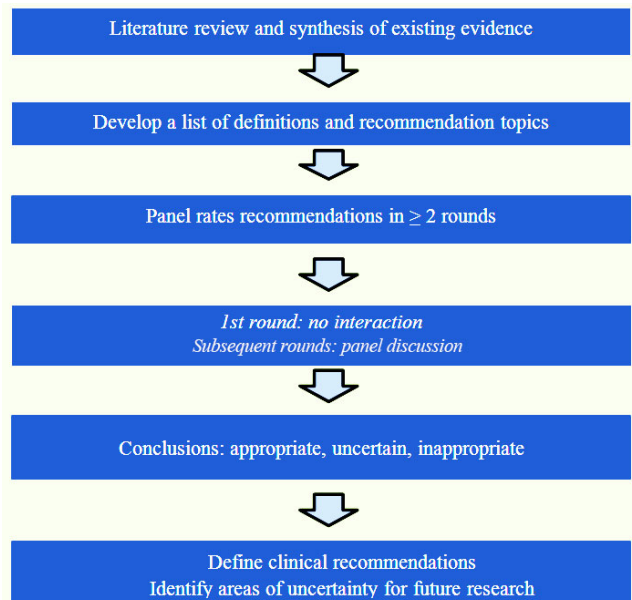 Literature review and synthesis of existing evidence
Develop a list of definitions and recommendation topics
Panel rates recommendations in ≥ 2 rounds
1st round: no interaction
Subsequent rounds: panel discussion
Conclusions: appropriate, uncertain, inappropriate
Define clinical recommendations
Identify areas of uncertainty for future research